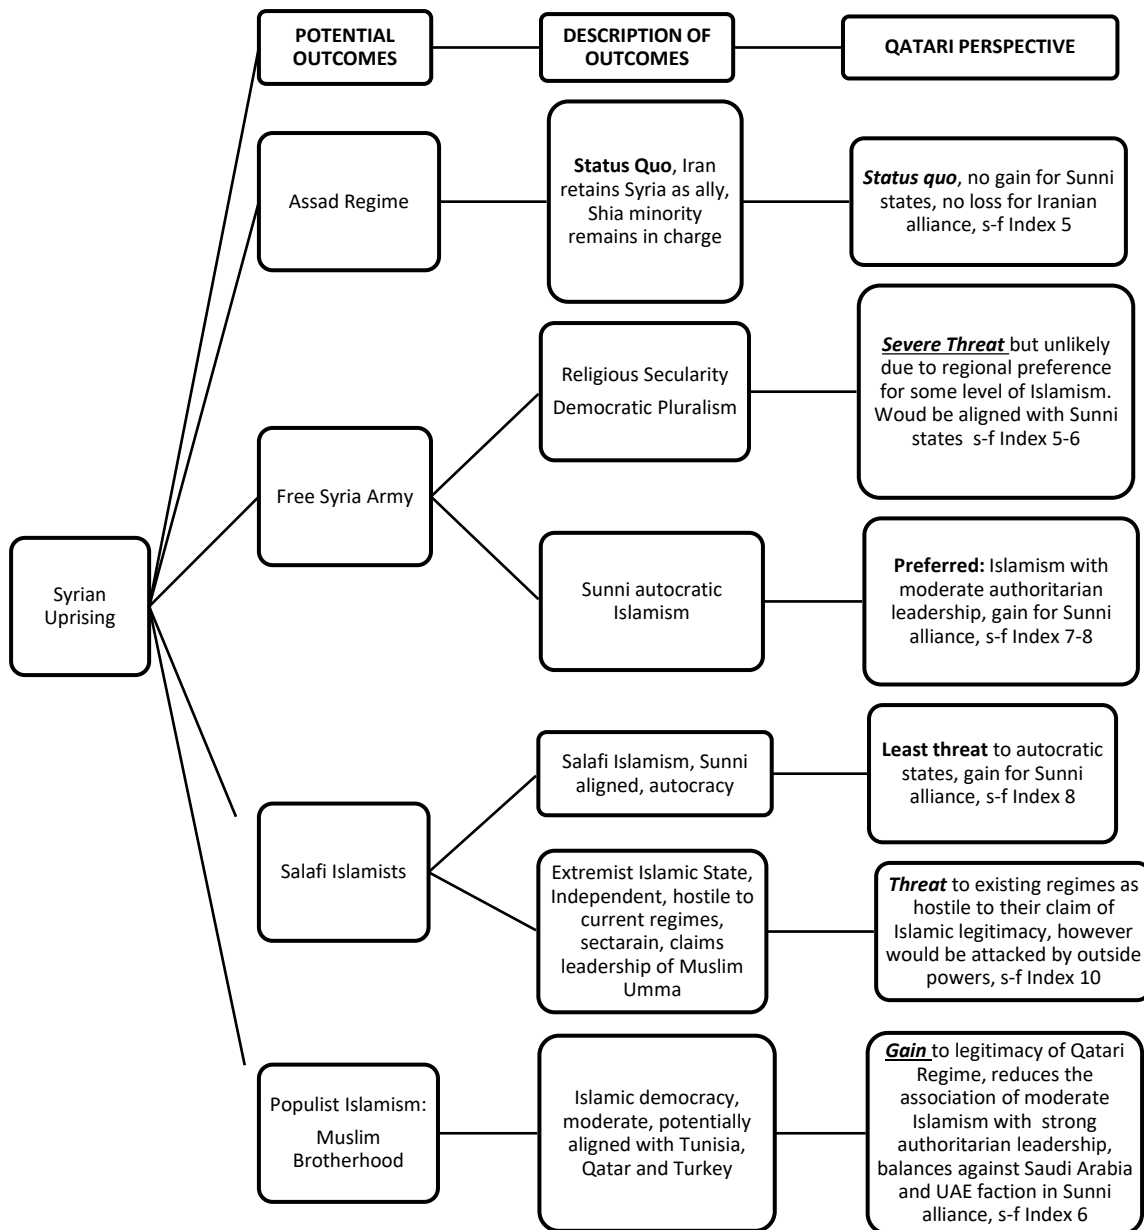 POTENTIAL
OUTCOMES
DESCRIPTION OF
OUTCOMES
QATARI PERSPECTIVE
Assad Regime
Status Quo, Iran
retains Syria as ally,
Shia minority
remains in charge
Status quo, no gain for Sunni
states, no loss for Iranian
alliance, s-f Index 5
Syrian
Uprising
Free Syria Army
Religious Secularity
Democratic Pluralism
Severe Threat but unlikely
due to regional preference
for some level of Islamism.
Woud be aligned with Sunni
states s-f Index 5-6
Sunni autocratic
Islamism
Preferred: Islamism with
moderate authoritarian
leadership, gain for Sunni
alliance, s-f Index 7-8
Salafi Islamists
Salafi Islamism, Sunni
aligned, autocracy
Least threat to autocratic
states, gain for Sunni
alliance, s-f Index 8
Extremist Islamic State,
Independent, hostile to
current regimes,
sectarain, claims
leadership of Muslim
Umma
Threat to existing regimes as
hostile to their claim of
Islamic legitimacy, however
would be attacked by outside
powers, s-f Index 10
Populist Islamism:
Muslim
Brotherhood
Islamic democracy,
moderate, potentially
aligned with Tunisia,
Qatar and Turkey
Gain to legitimacy of Qatari
Regime, reduces the
association of moderate
Islamism with strong
authoritarian leadership,
balances against Saudi Arabia
and UAE faction in Sunni
alliance, s-f Index 6